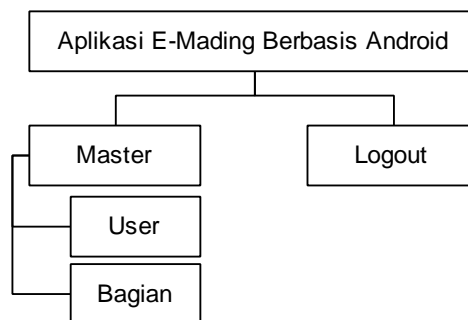 Aplikasi E-Mading Berbasis Android
Master
Logout
User
Bagian